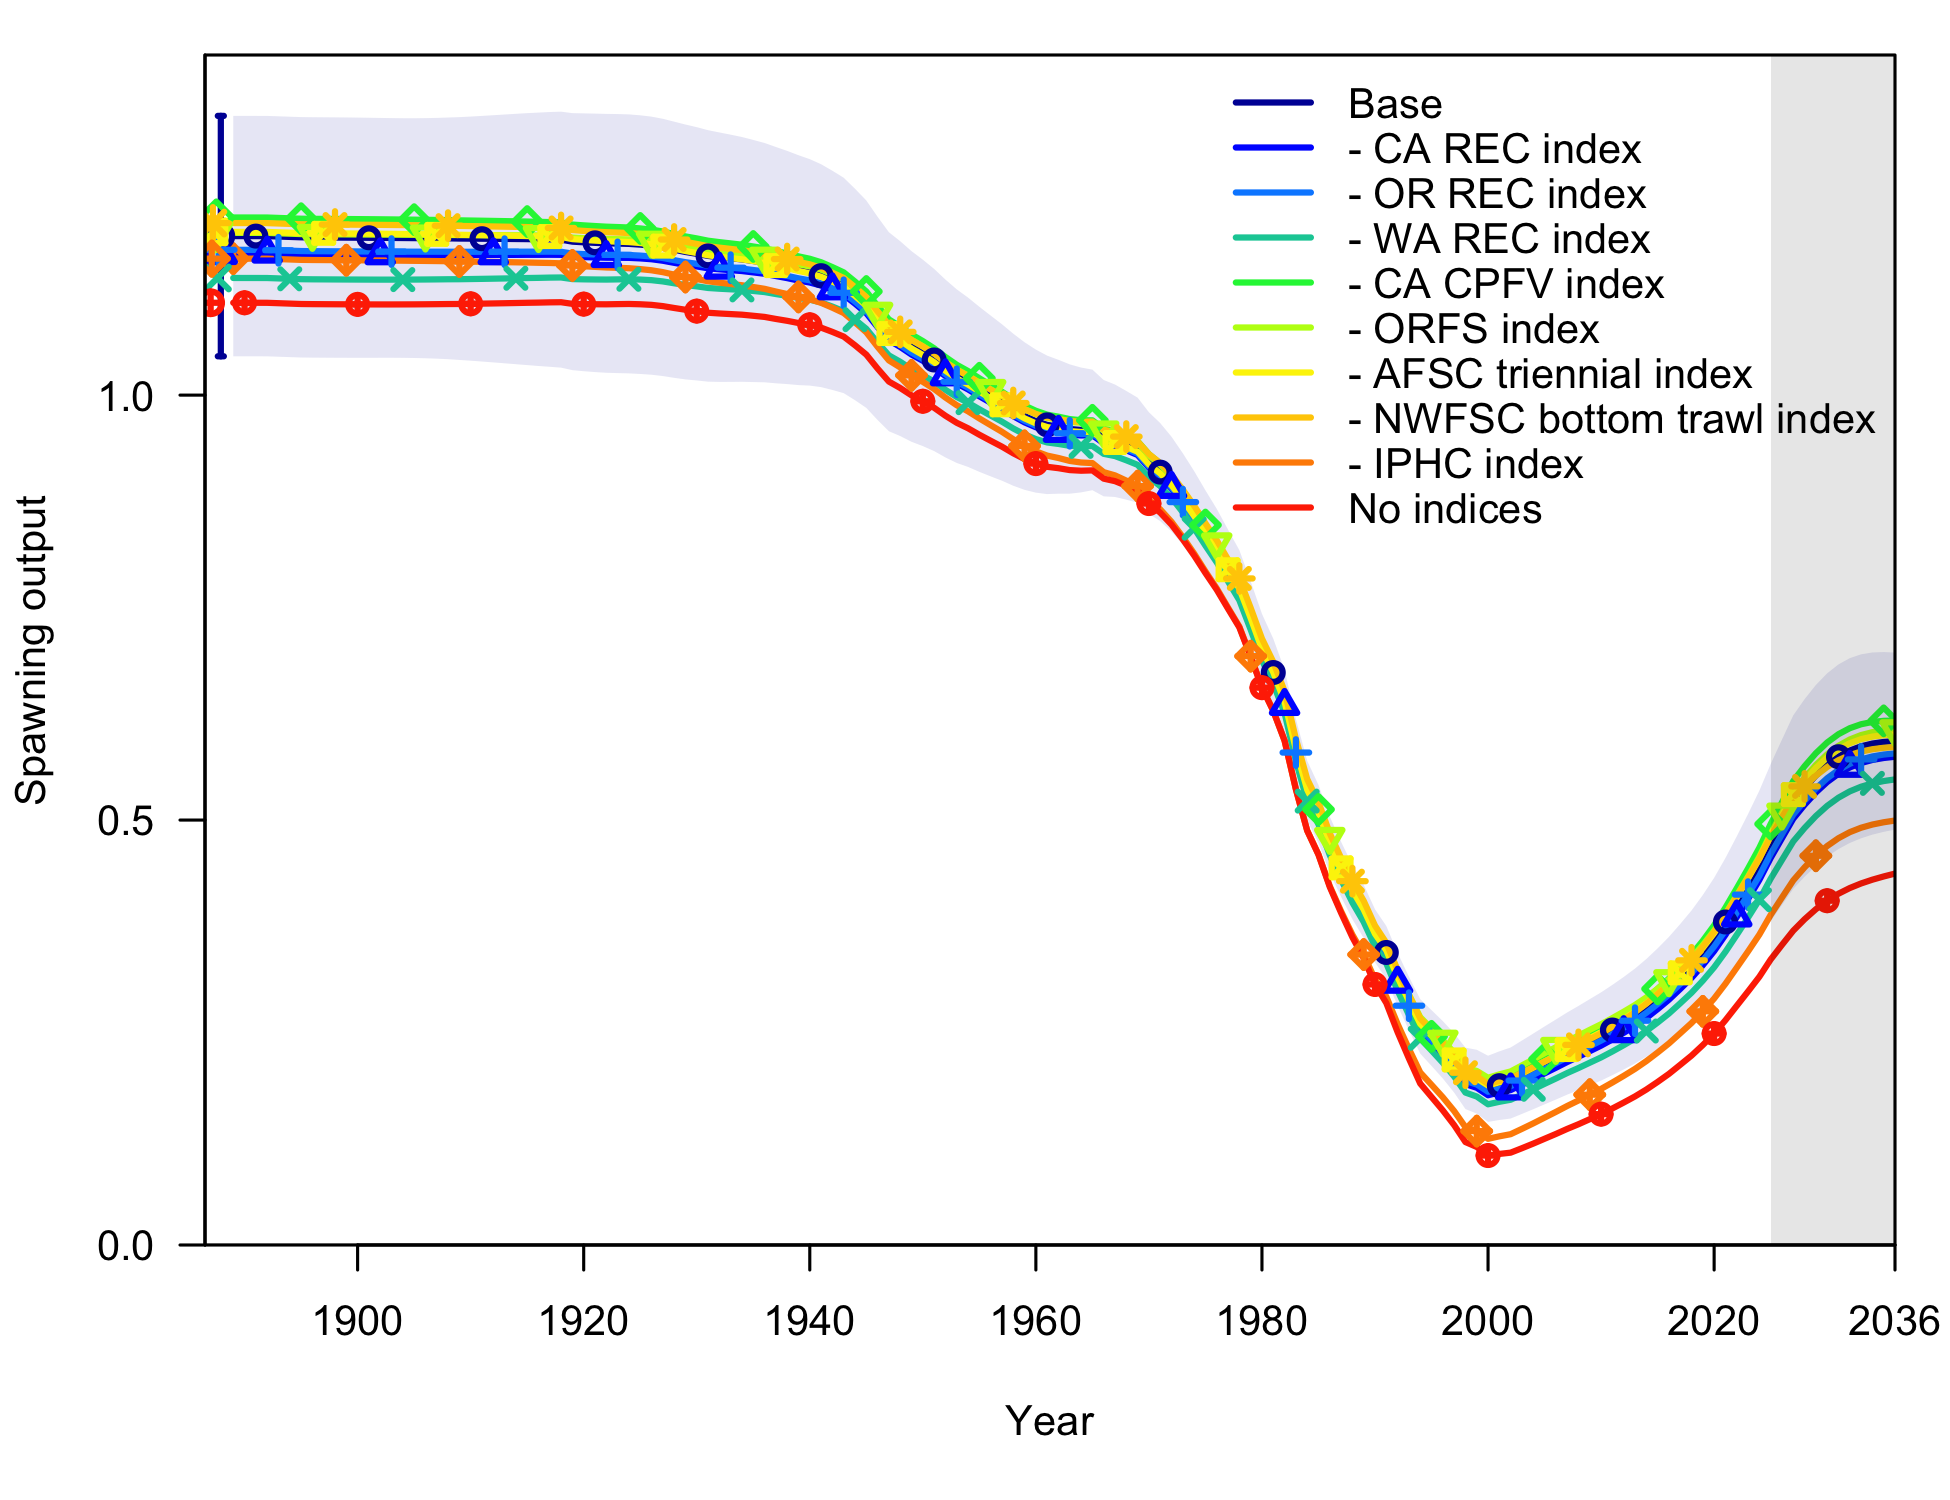 Base
- CA REC index
- OR REC index
- WA REC index
- CA CPFV index
- ORFS index
- AFSC triennial index
- NWFSC bottom trawl index
- IPHC index
No indices
Spawning output
1.0
0.5
0.0
1900 1920 1940 1960 1980 2000 2020 2036
Year